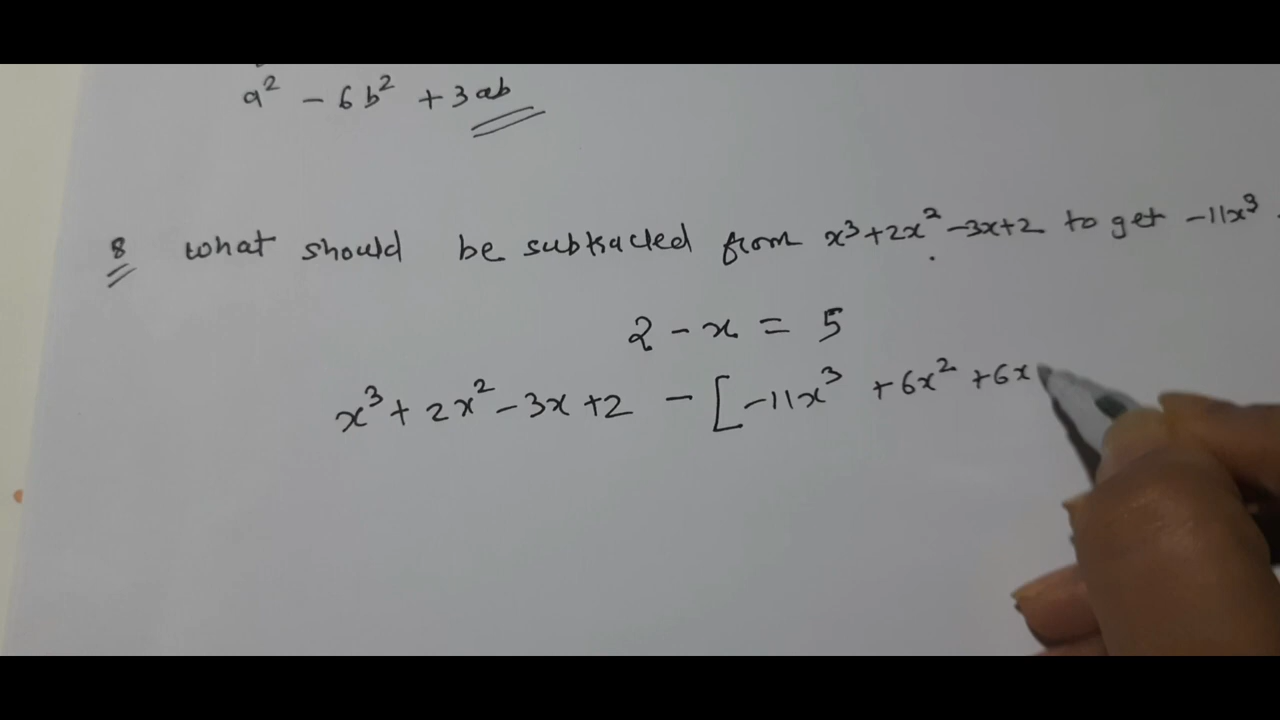 a² - 6b² + 3ab
8 what should be subtracted from x³+2x²-3x+2 to get -11x³
2 - x = 5
x³ + 2x² - 3x + 2 - [-11x³ + 6x² + 6x